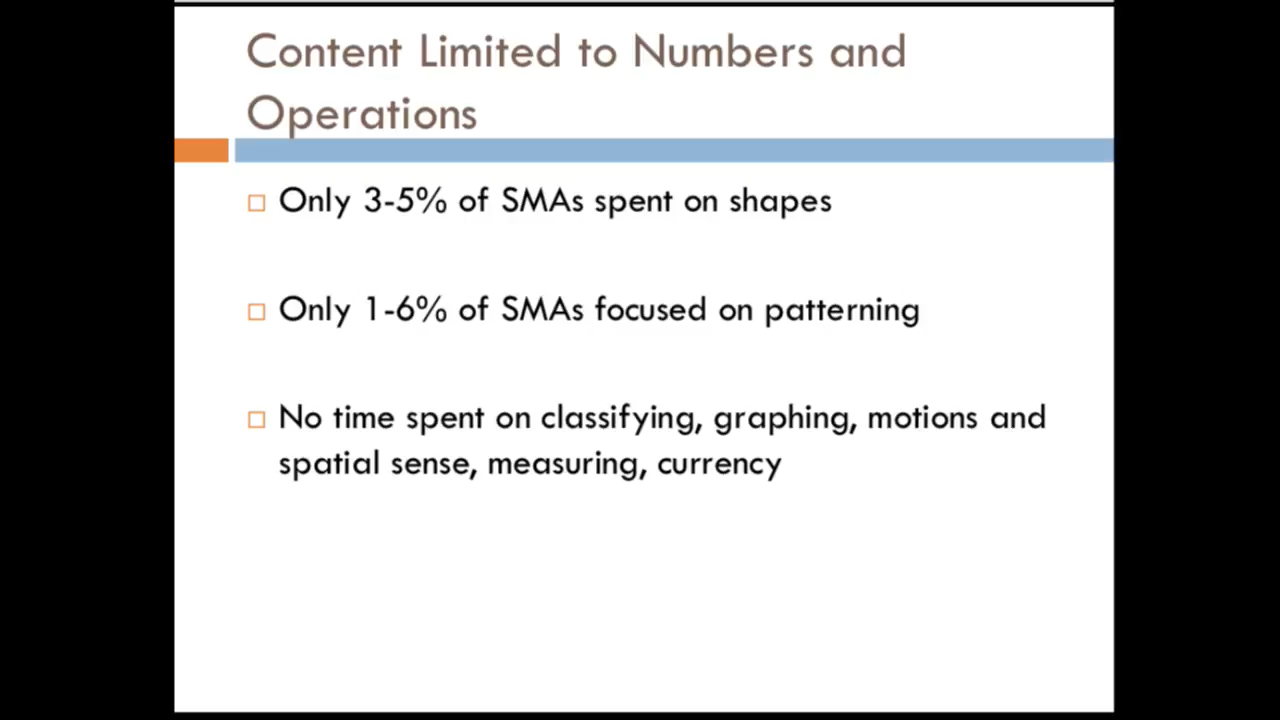 Content Limited to Numbers and
Operations
Only 3-5% of SMAs spent on shapes
Only 1-6% of SMAs focused on patterning
No time spent on classifying, graphing, motions and
spatial sense, measuring, currency